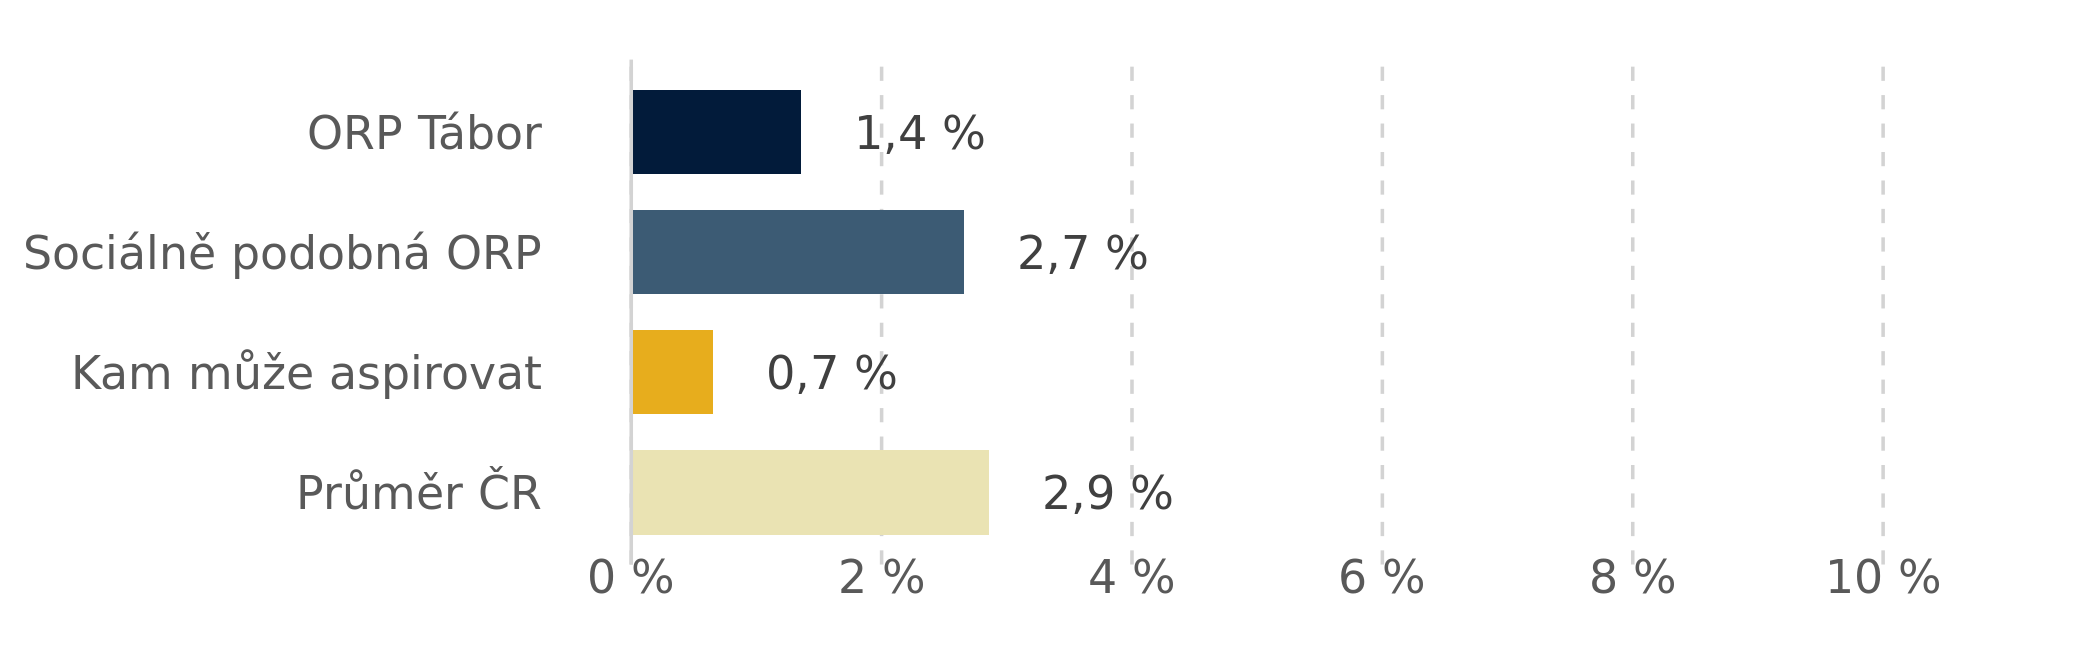 ORP Tábor 1,4 %
Sociálně podobná ORP 2,7 %
Kam může aspirovat 0,7 %
Průměr ČR 2,9 %
0 % 2 % 4 % 6 % 8 % 10 %